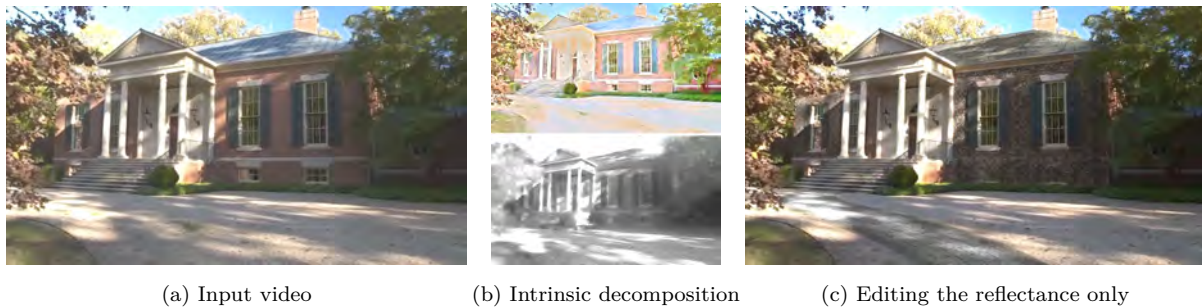 (a) Input video
(b) Intrinsic decomposition
(c) Editing the reflectance only